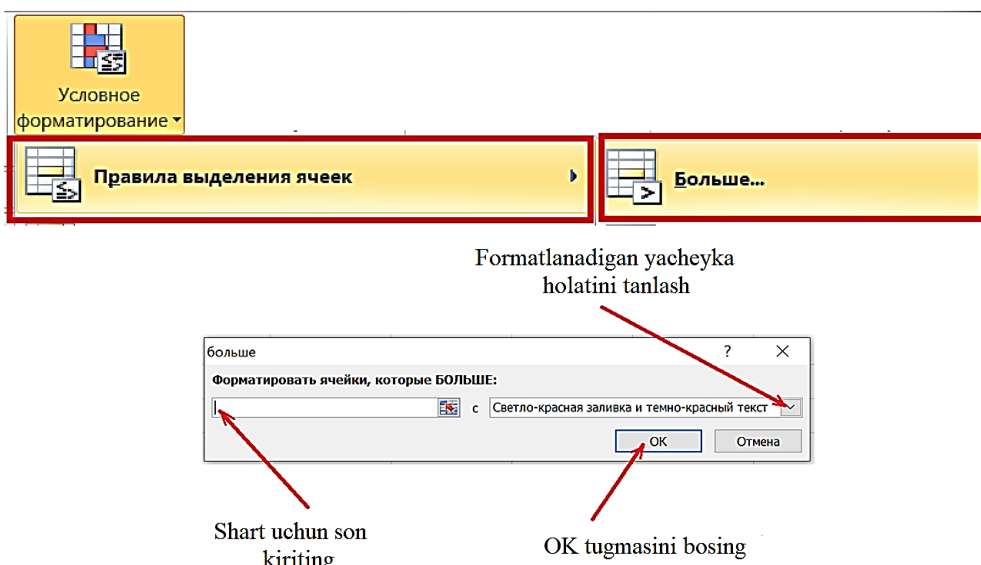 Условное
форматирование
Правила выделения ячеек
Больше...
Formatlanadigan yacheyka
holatini tanlash
больше
?
Форматировать ячейки, которые БОЛЬШЕ:
с
Светло-красная заливка и темно-красный текст
ОК
Отмена
Shart uchun son
kiriting
OK tugmasini bosing